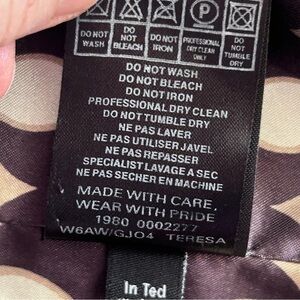 DO NOT WASH
DO NOT BLEACH
DO NOT IRON
PROFESSIONAL DRY CLEAN ONLY
DO NOT TUMBLE DRY
DO NOT WASH
DO NOT BLEACH
DO NOT IRON
PROFESSIONAL DRY CLEAN
DO NOT TUMBLE DRY
NE PAS LAVER
NE PAS UTILISER JAVEL
NE PAS REPASSER
SPECIALIST LAVAGE A SEC
NE PAS SECHER EN MACHINE
MADE WITH CARE,
WEAR WITH PRIDE
1980 0002277
W6AW/GJO4 TERESA
In Ted